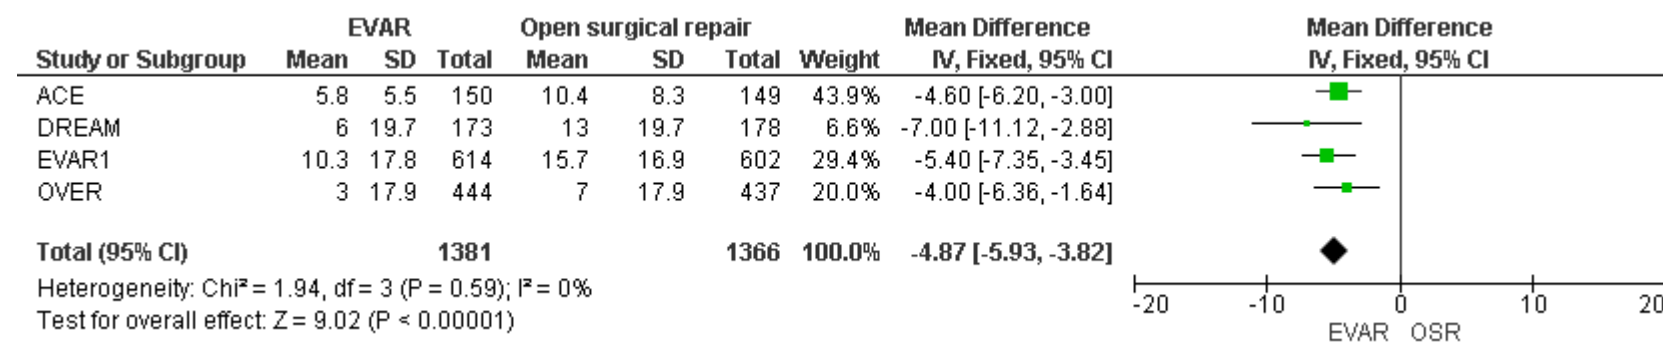 EVAR Open surgical repair Mean Difference Mean Difference
Study or Subgroup Mean SD Total Mean SD Total Weight IV, Fixed, 95% CI IV, Fixed, 95% CI
ACE 5.8 5.5 150 10.4 8.3 149 43.9% -4.60 [-6.20, -3.00]
DREAM 6 19.7 173 13 19.7 178 6.6% -7.00 [-11.12, -2.88]
EVAR1 10.3 17.8 614 15.7 16.9 602 29.4% -5.40 [-7.35, -3.45]
OVER 3 17.9 444 7 17.9 437 20.0% -4.00 [-6.36, -1.64]
Total (95% CI) 1381 1366 100.0% -4.87 [-5.93, -3.82]
Heterogeneity: Chi² = 1.94, df = 3 (P = 0.59); I² = 0%
Test for overall effect: Z = 9.02 (P < 0.00001)
-20 -10 0 10 20
EVAR OSR